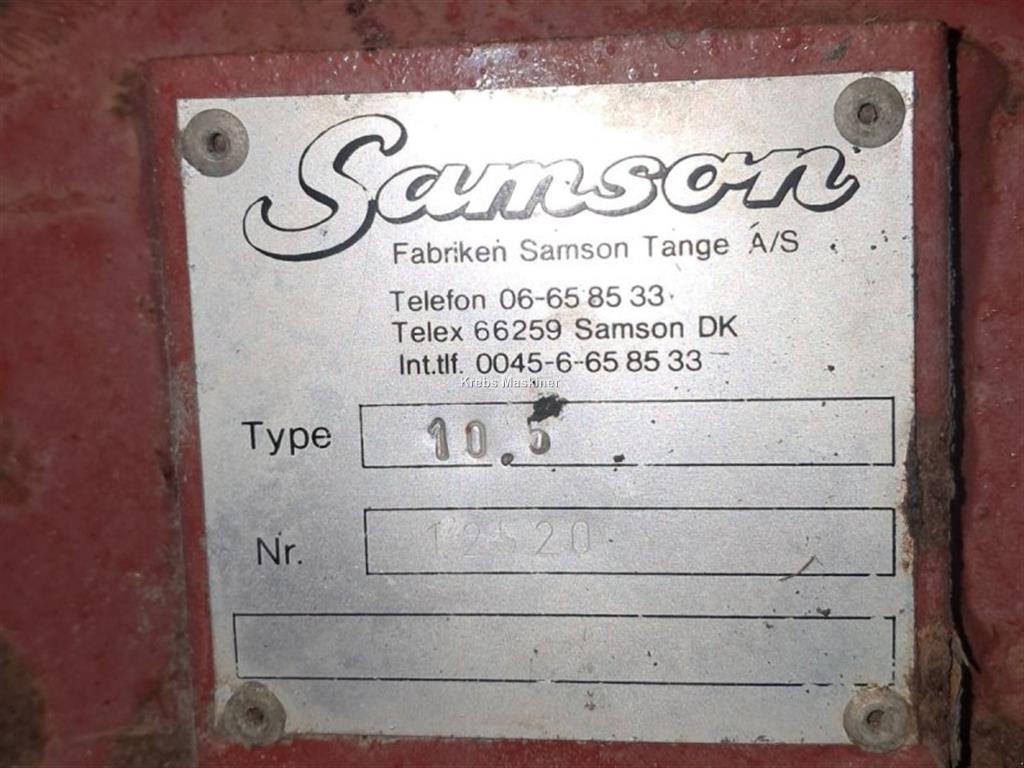 Samson
Fabriken Samson Tange A/S
Telefon 06-65 85 33
Telex 66259 Samson DK
Int.tlf. 0045-6-65 85 33
Krebs Maskiner
Type 10.5
Nr. 12520